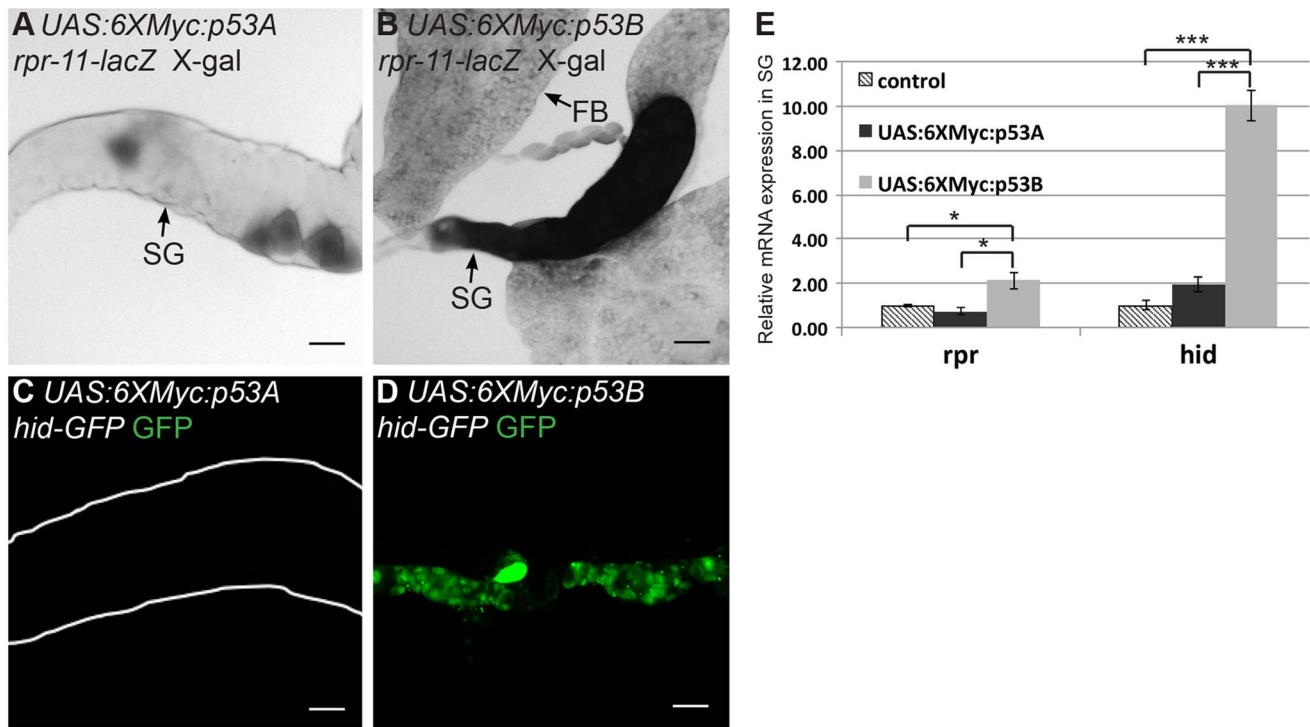 A UAS:6XMyc:p53A
rpr-11-lacZ X-gal
SG
B UAS:6XMyc:p53B
rpr-11-lacZ X-gal
FB
SG
C UAS:6XMyc:p53A
hid-GFP GFP
D UAS:6XMyc:p53B
hid-GFP GFP
E
Relative mRNA expression in SG
12.00
10.00
8.00
6.00
4.00
2.00
0.00
control
UAS:6XMyc:p53A
UAS:6XMyc:p53B
*
*
***
***
rpr
hid